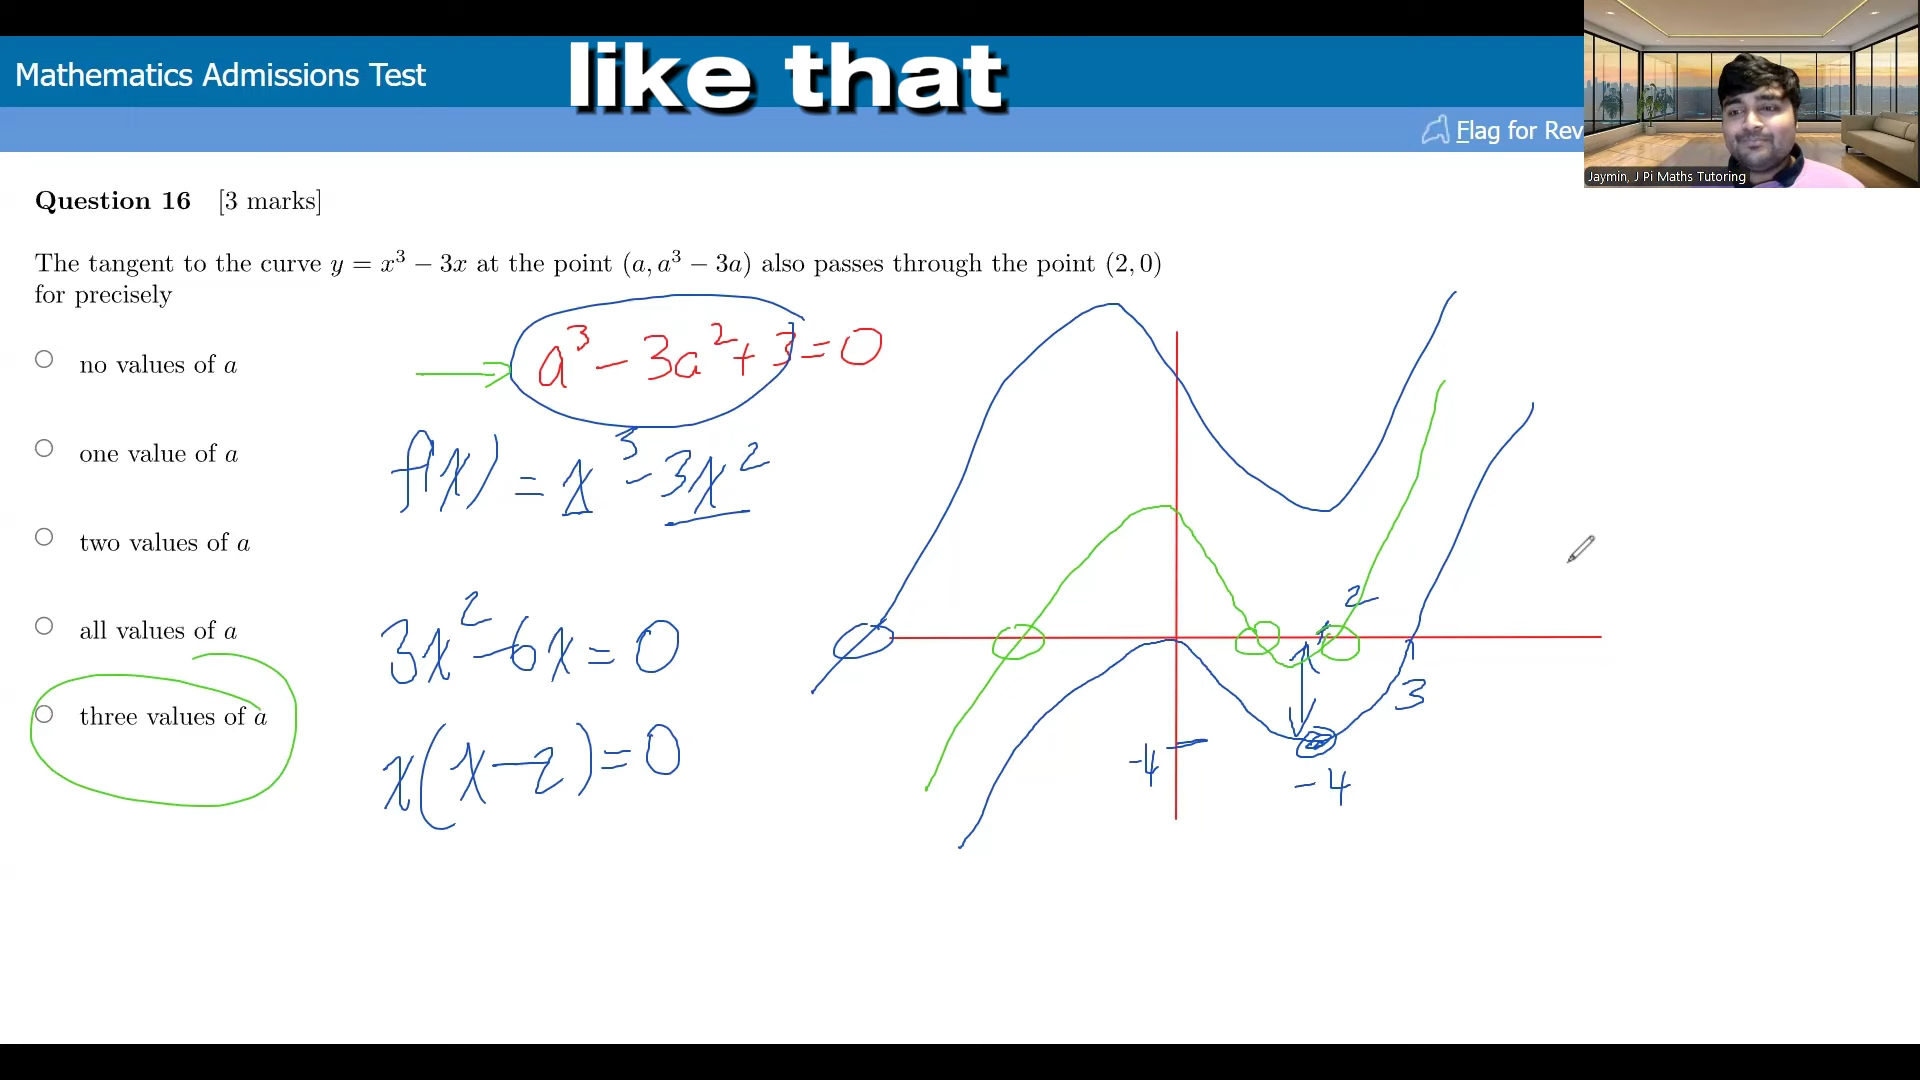 like that
Mathematics Admissions Test
Flag for Rev
Jaymin, J Pi Maths Tutoring
Question 16 [3 marks]
The tangent to the curve y = x³ − 3x at the point (a, a³ − 3a) also passes through the point (2, 0)
for precisely
no values of a
one value of a
two values of a
all values of a
three values of a
a³ − 3a² + 3 = 0
f(x) = x³ − 3x²
3x² − 6x = 0
x(x − 2) = 0
2
3
-4
-4